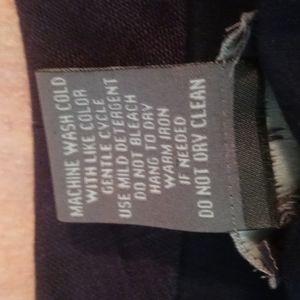 MACHINE WASH COLD
WITH LIKE COLOR
GENTLE CYCLE
USE MILD DETERGENT
DO NOT BLEACH
HANG TO DRY
WARM IRON
IF NEEDED
DO NOT DRY CLEAN